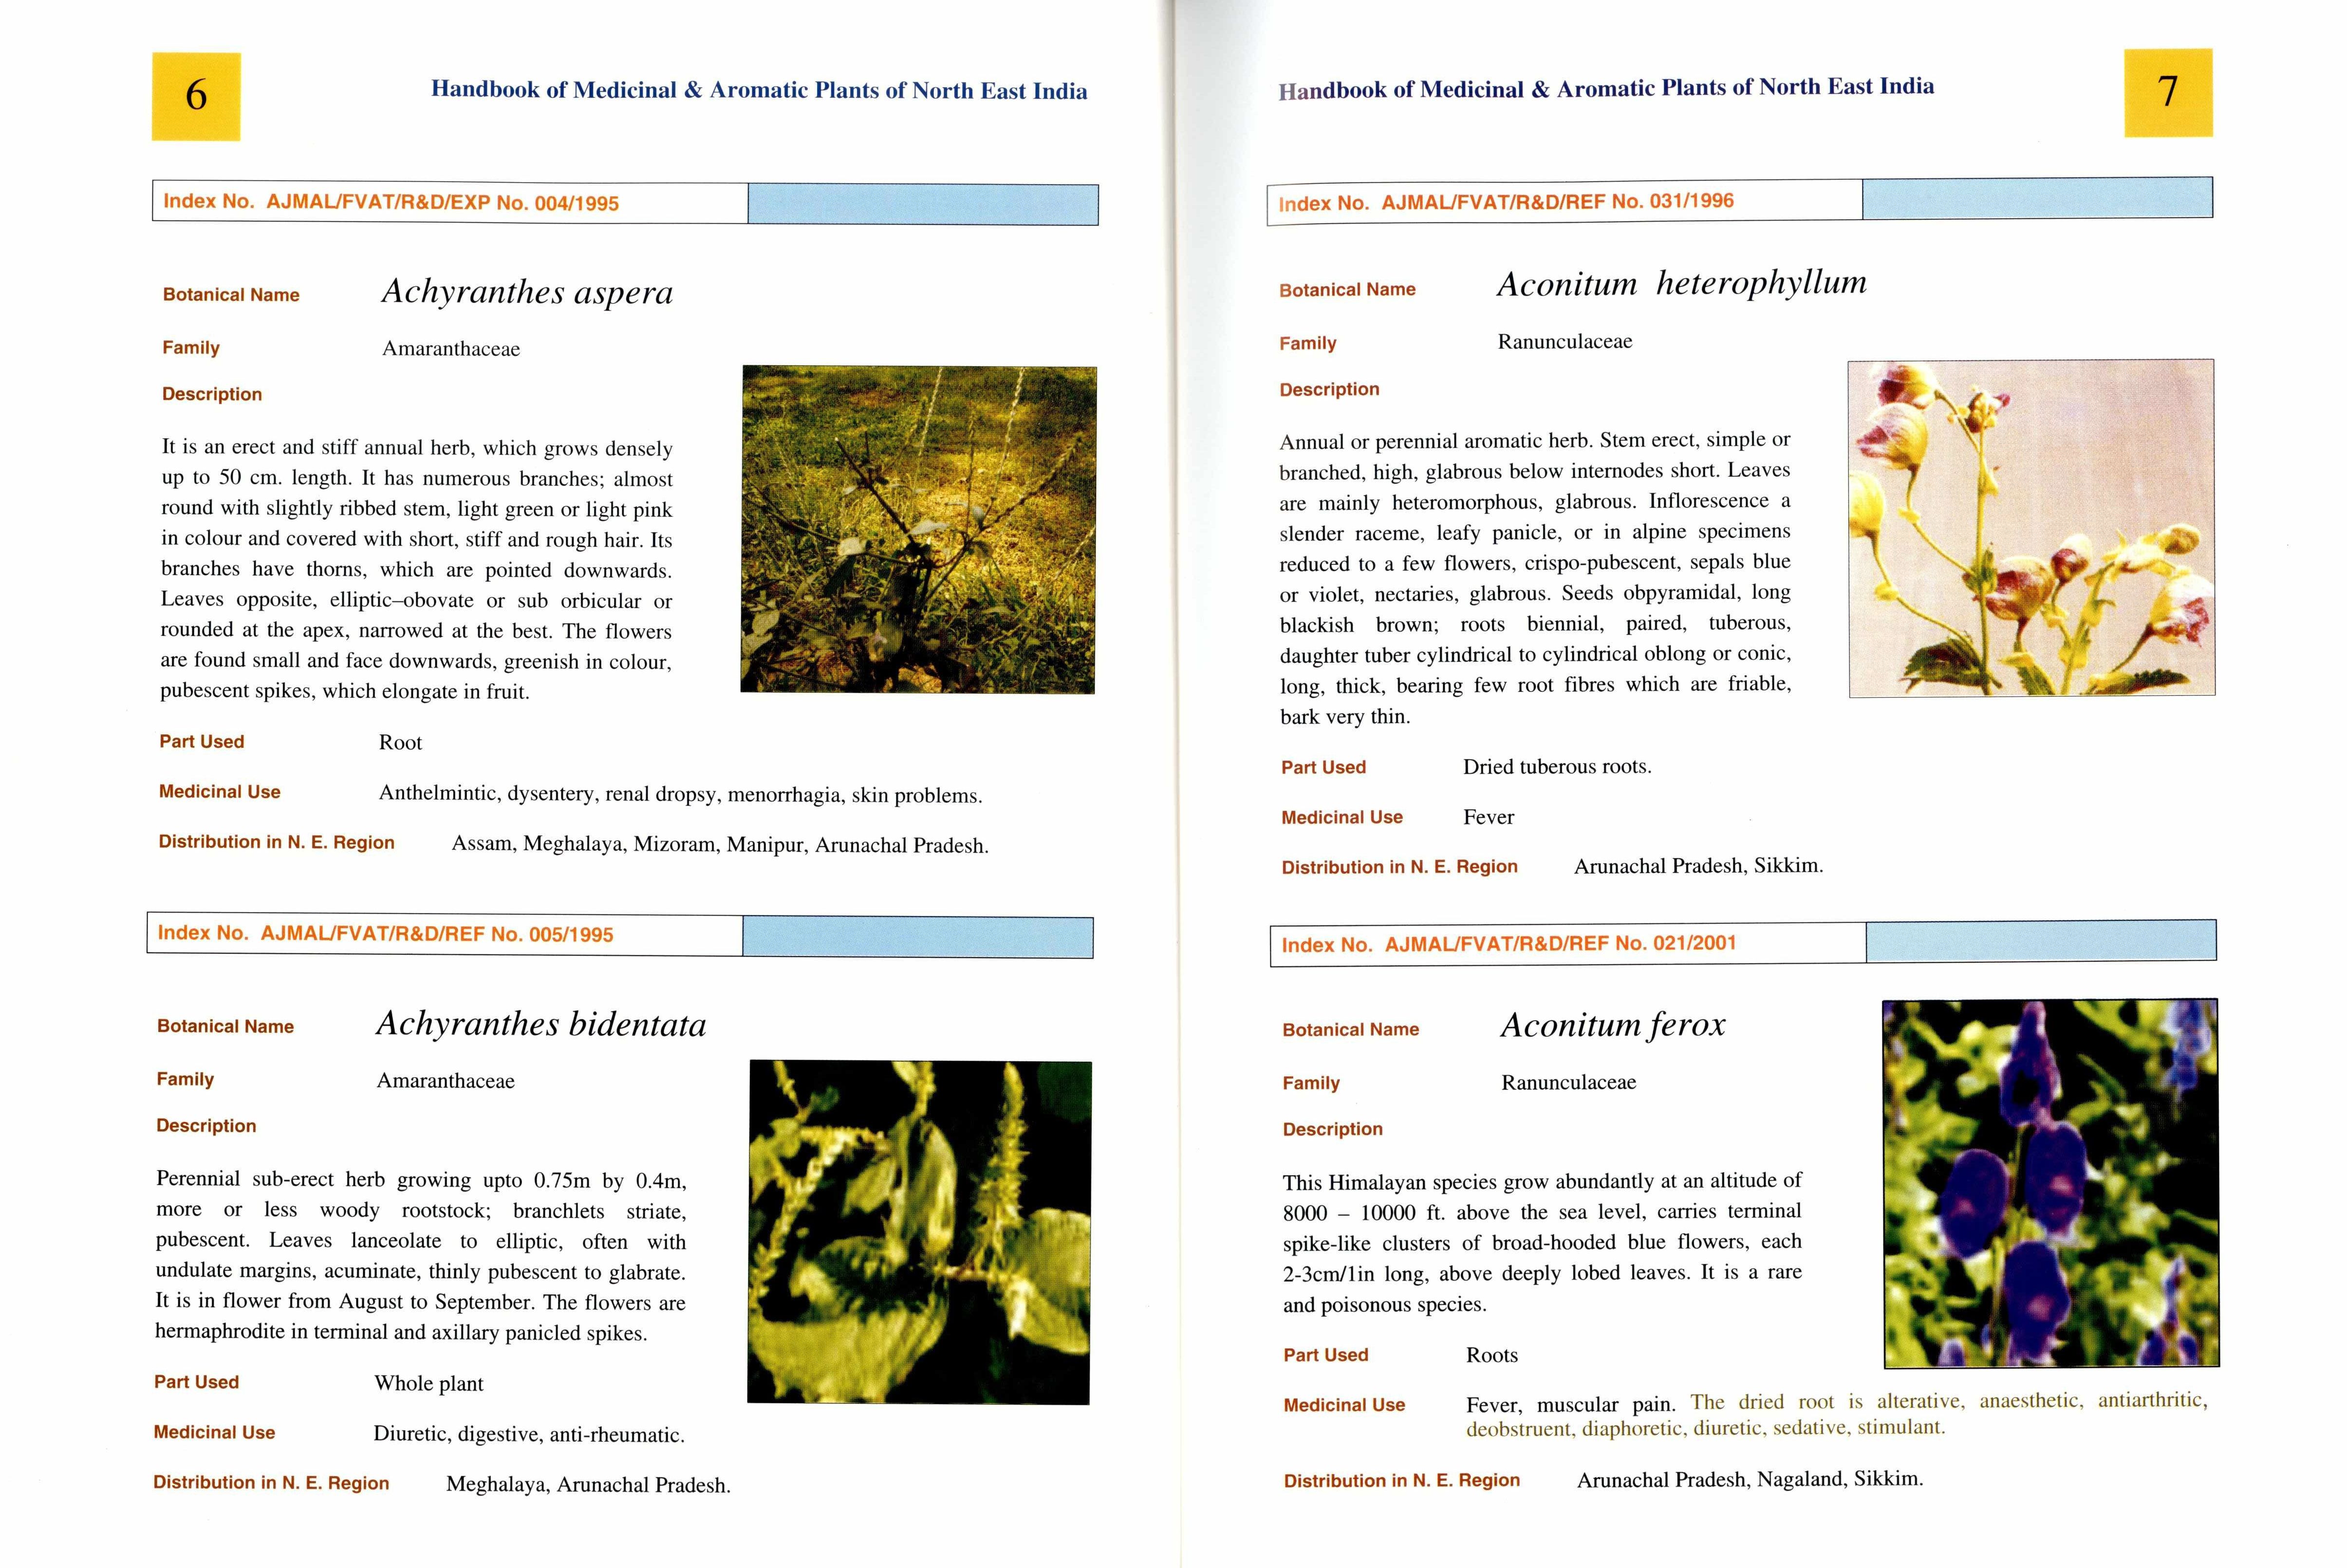 6
Handbook of Medicinal & Aromatic Plants of North East India
Index No. AJMAL/FVAT/R&D/EXP No. 004/1995
Botanical Name Achyranthes aspera
Family Amaranthaceae
Description
It is an erect and stiff annual herb, which grows densely
up to 50 cm. length. It has numerous branches; almost
round with slightly ribbed stem, light green or light pink
in colour and covered with short, stiff and rough hair. Its
branches have thorns, which are pointed downwards.
Leaves opposite, elliptic–obovate or sub orbicular or
rounded at the apex, narrowed at the best. The flowers
are found small and face downwards, greenish in colour,
pubescent spikes, which elongate in fruit.
Part Used Root
Medicinal Use Anthelmintic, dysentery, renal dropsy, menorrhagia, skin problems.
Distribution in N. E. Region Assam, Meghalaya, Mizoram, Manipur, Arunachal Pradesh.
Index No. AJMAL/FVAT/R&D/REF No. 005/1995
Botanical Name Achyranthes bidentata
Family Amaranthaceae
Description
Perennial sub-erect herb growing upto 0.75m by 0.4m,
more or less woody rootstock; branchlets striate,
pubescent. Leaves lanceolate to elliptic, often with
undulate margins, acuminate, thinly pubescent to glabrate.
It is in flower from August to September. The flowers are
hermaphrodite in terminal and axillary panicled spikes.
Part Used Whole plant
Medicinal Use Diuretic, digestive, anti-rheumatic.
Distribution in N. E. Region Meghalaya, Arunachal Pradesh.
Handbook of Medicinal & Aromatic Plants of North East India
7
Index No. AJMAL/FVAT/R&D/REF No. 031/1996
Botanical Name Aconitum heterophyllum
Family Ranunculaceae
Description
Annual or perennial aromatic herb. Stem erect, simple or
branched, high, glabrous below internodes short. Leaves
are mainly heteromorphous, glabrous. Inflorescence a
slender raceme, leafy panicle, or in alpine specimens
reduced to a few flowers, crispo-pubescent, sepals blue
or violet, nectaries, glabrous. Seeds obpyramidal, long
blackish brown; roots biennial, paired, tuberous,
daughter tuber cylindrical to cylindrical oblong or conic,
long, thick, bearing few root fibres which are friable,
bark very thin.
Part Used Dried tuberous roots.
Medicinal Use Fever
Distribution in N. E. Region Arunachal Pradesh, Sikkim.
Index No. AJMAL/FVAT/R&D/REF No. 021/2001
Botanical Name Aconitum ferox
Family Ranunculaceae
Description
This Himalayan species grow abundantly at an altitude of
8000 – 10000 ft. above the sea level, carries terminal
spike-like clusters of broad-hooded blue flowers, each
2-3cm/1in long, above deeply lobed leaves. It is a rare
and poisonous species.
Part Used Roots
Medicinal Use Fever, muscular pain. The dried root is alterative, anaesthetic, antiarthritic,
deobstruent, diaphoretic, diuretic, sedative, stimulant.
Distribution in N. E. Region Arunachal Pradesh, Nagaland, Sikkim.